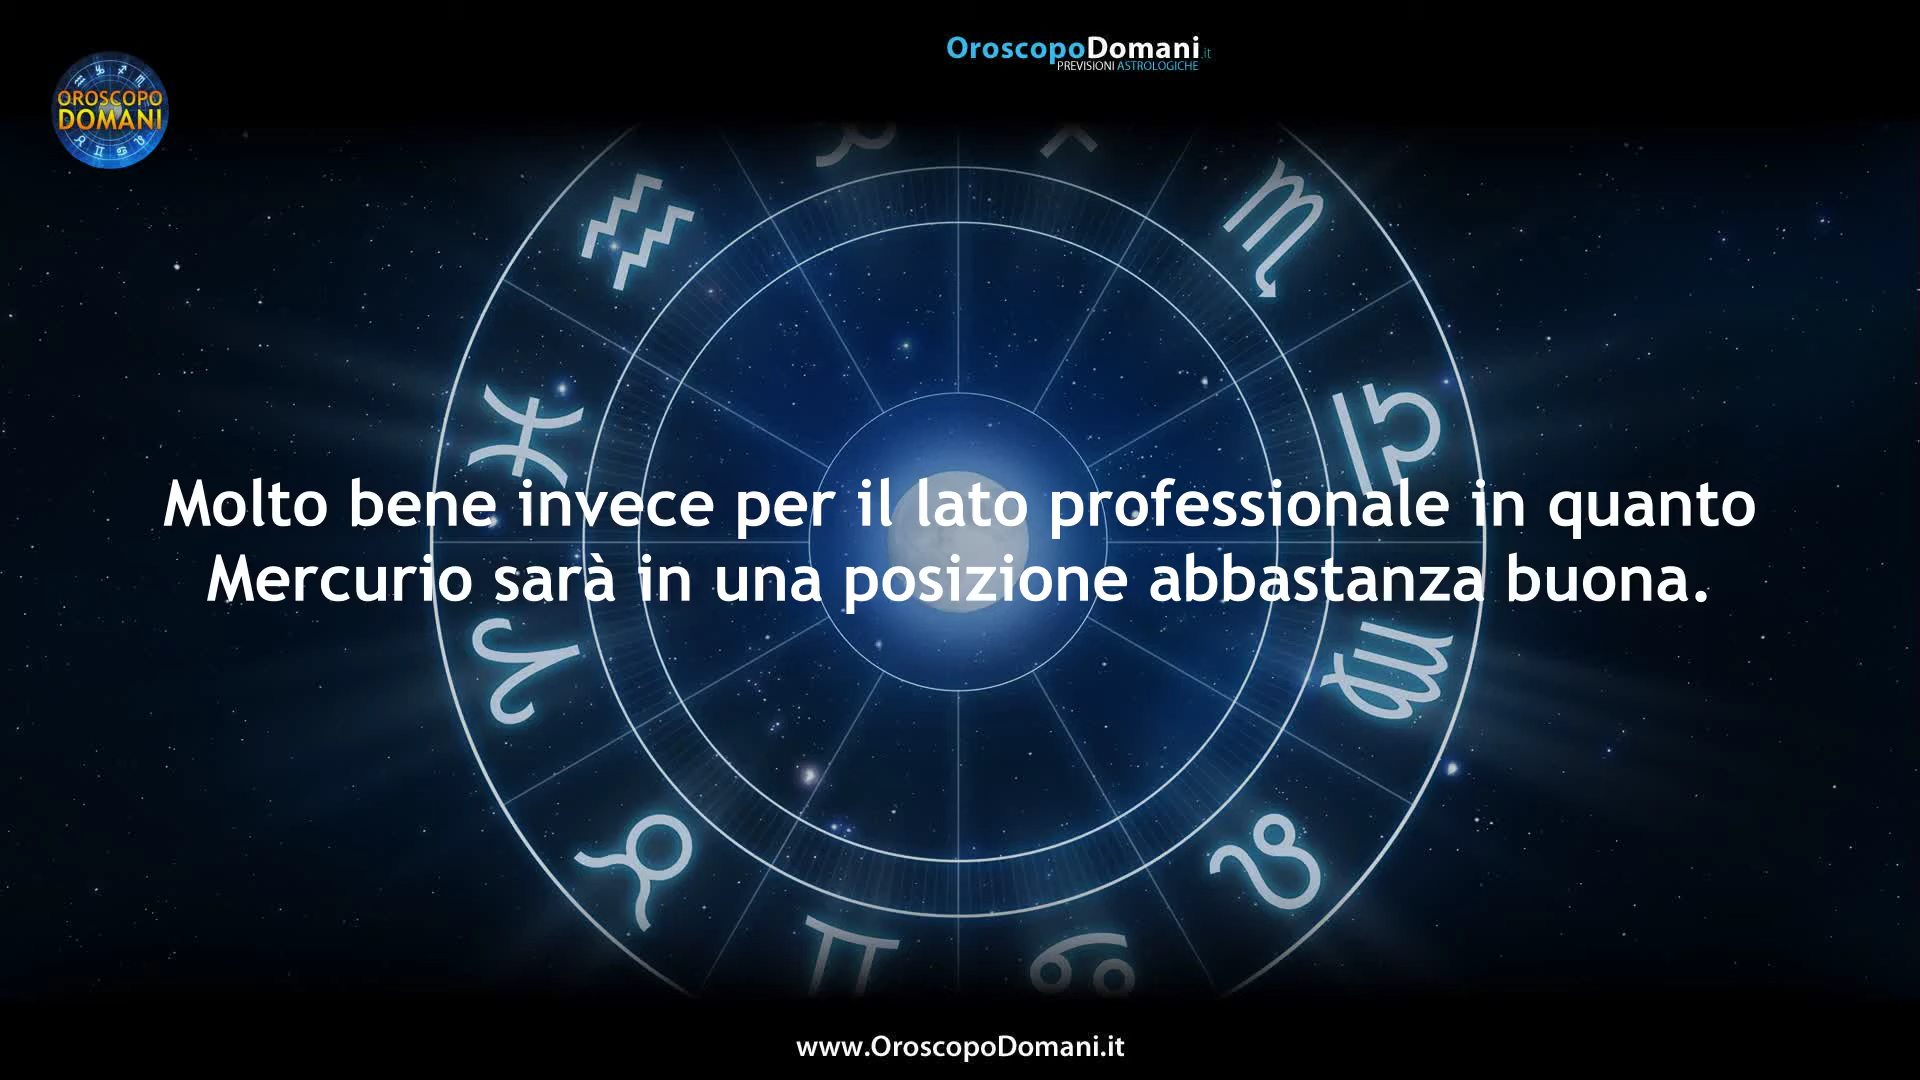 OroscopoDomani.it
PREVISIONI ASTROLOGICHE
OROSCOPO
DOMANI
Molto bene invece per il lato professionale in quanto
Mercurio sarà in una posizione abbastanza buona.
www.OroscopoDomani.it